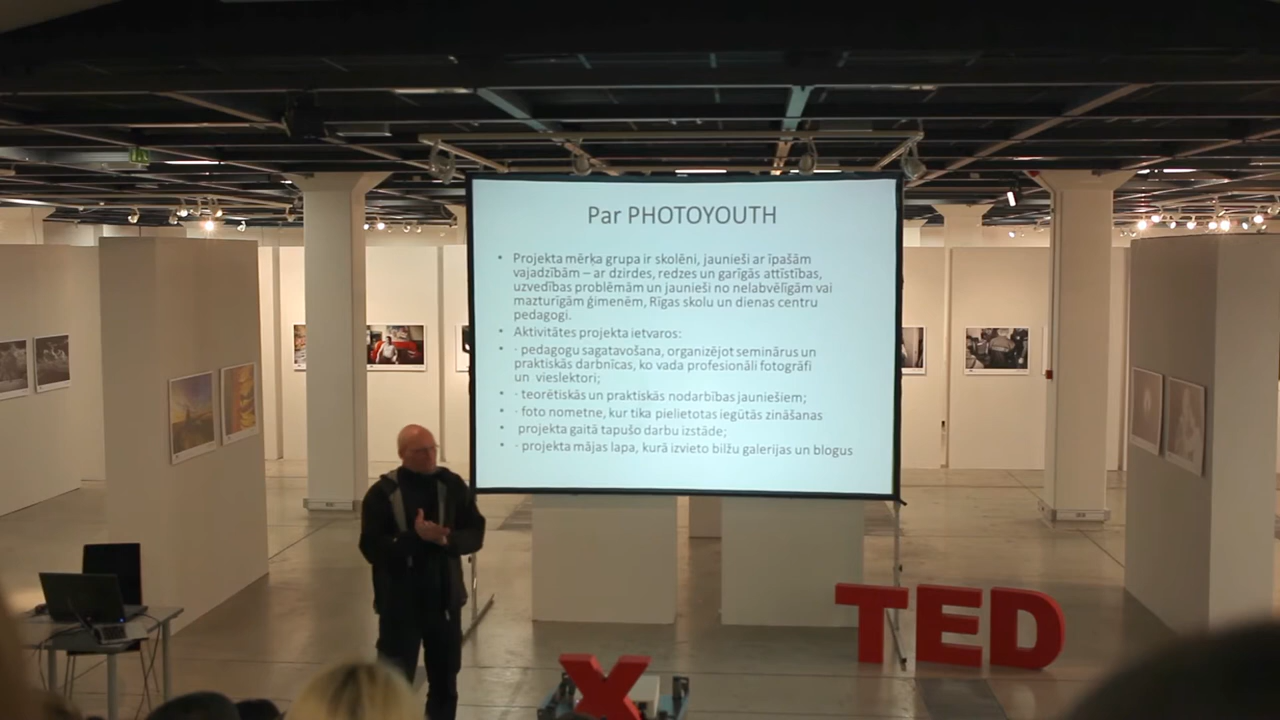 Par PHOTOYOUTH
• Projekta mērķa grupa ir skolēni, jaunieši ar īpašām
vajadzībām – ar dzirdes, redzes un garīgās attīstības,
uzvedības problēmām un jaunieši no nelabvēlīgām vai
mazturīgām ģimenēm, Rīgas skolu un dienas centru
pedagogi.
• Aktivitātes projekta ietvaros:
• · pedagogu sagatavošana, organizējot seminārus un
praktiskās darbnīcas, ko vada profesionāli fotogrāfi
un vieslektori;
• · teorētiskās un praktiskās nodarbības jauniešiem;
• · foto nometne, kur tika pielietotas iegūtās zināšanas
• projekta gaitā tapušo darbu izstāde;
• · projekta mājas lapa, kurā izvieto bilžu galerijas un blogus
TED
X